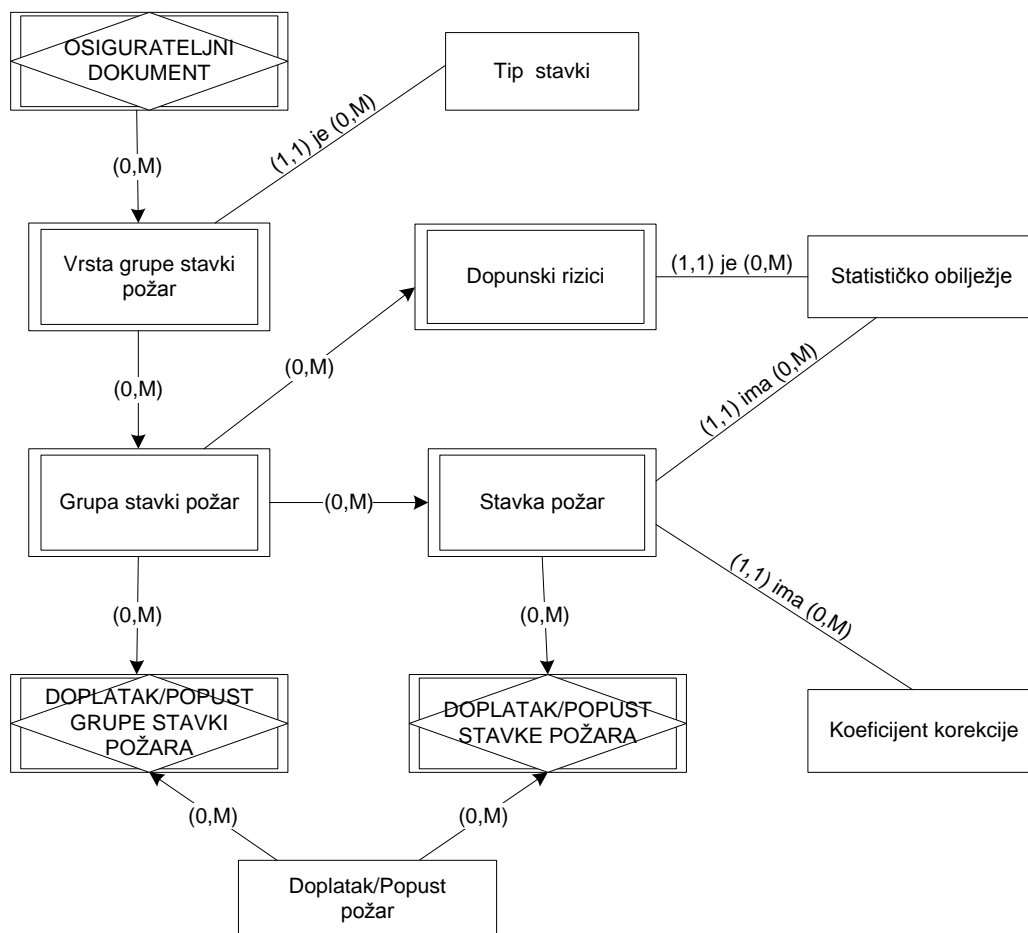 OSIGURATELJNI
DOKUMENT
Tip stavki
(1,1) je (0,M)
(0,M)
Vrsta grupe stavki
požar
Dopunski rizici
(1,1) je (0,M)
Statističko obilježje
(0,M)
(0,M)
(1,1) ima (0,M)
Grupa stavki požar
(0,M)
Stavka požar
(1,1) ima (0,M)
(0,M)
(0,M)
DOPLATAK/POPUST
GRUPE STAVKI
POŽARA
DOPLATAK/POPUST
STAVKE POŽARA
Koeficijent korekcije
(0,M)
(0,M)
Doplatak/Popust
požar